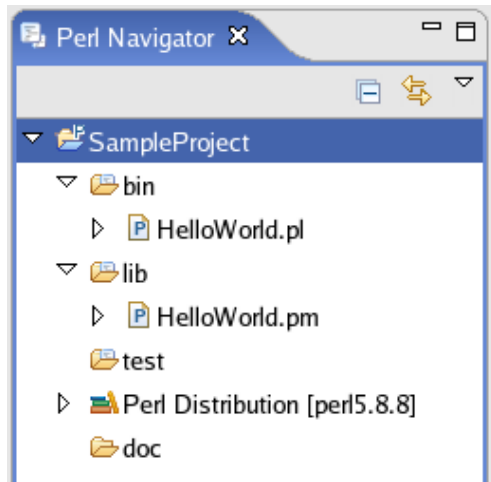 Perl Navigator
SampleProject
bin
HelloWorld.pl
lib
HelloWorld.pm
test
Perl Distribution [perl5.8.8]
doc